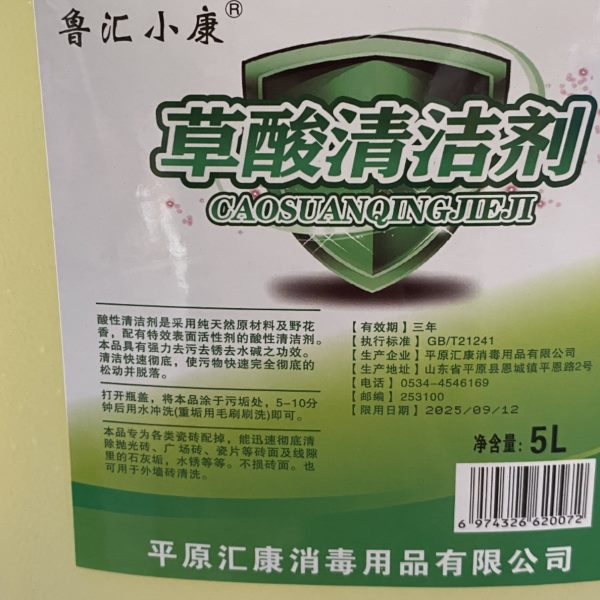 鲁汇小康®
草酸清洁剂
CAOSUANQINGJIEJI
酸性清洁剂是采用纯天然原材料及野花
香，配有特效表面活性剂的酸性清洁剂。
本品具有强力去污去锈去水碱之功效。
清洁快速彻底，使污物快速完全彻底的
松动并脱落。
打开瓶盖，将本品涂于污垢处，5-10分
钟后用水冲洗(重垢用毛刷刷洗)即可。
本品专为各类瓷砖配掉，能迅速彻底清
除抛光砖、广场砖、瓷片等砖面及线隙
里的石灰垢，水锈等等。不损砖面。也
可用于外墙砖清洗。
【有效期】三年
【执行标准】GB/T21241
【生产企业】平原汇康消毒用品有限公司
【生产地址】山东省平原县恩城镇平恩路2号
【电话】0534-4546169
【邮编】253100
【限用日期】2025/09/12
净含量：5L
6 974326 620072
平原汇康消毒用品有限公司